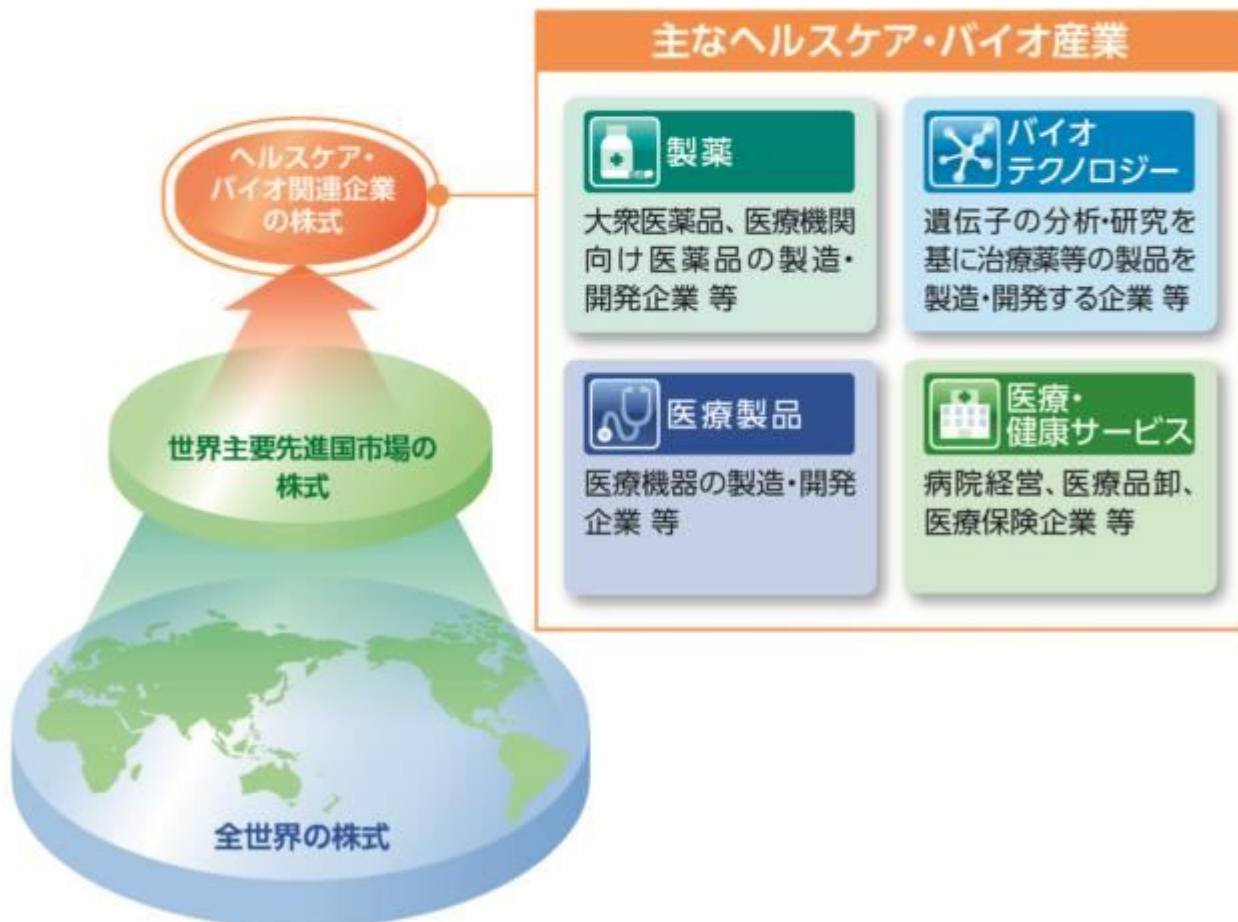 主なヘルスケア・バイオ産業
ヘルスケア・
バイオ関連企業
の株式
製薬
大衆医薬品、医療機関
向け医薬品の製造・
開発企業 等
バイオ
テクノロジー
遺伝子の分析・研究を
基に治療薬等の製品を
製造・開発する企業 等
医療製品
医療機器の製造・開発
企業 等
医療・
健康サービス
病院経営、医療品卸、
医療保険企業 等
世界主要先進国市場の
株式
全世界の株式